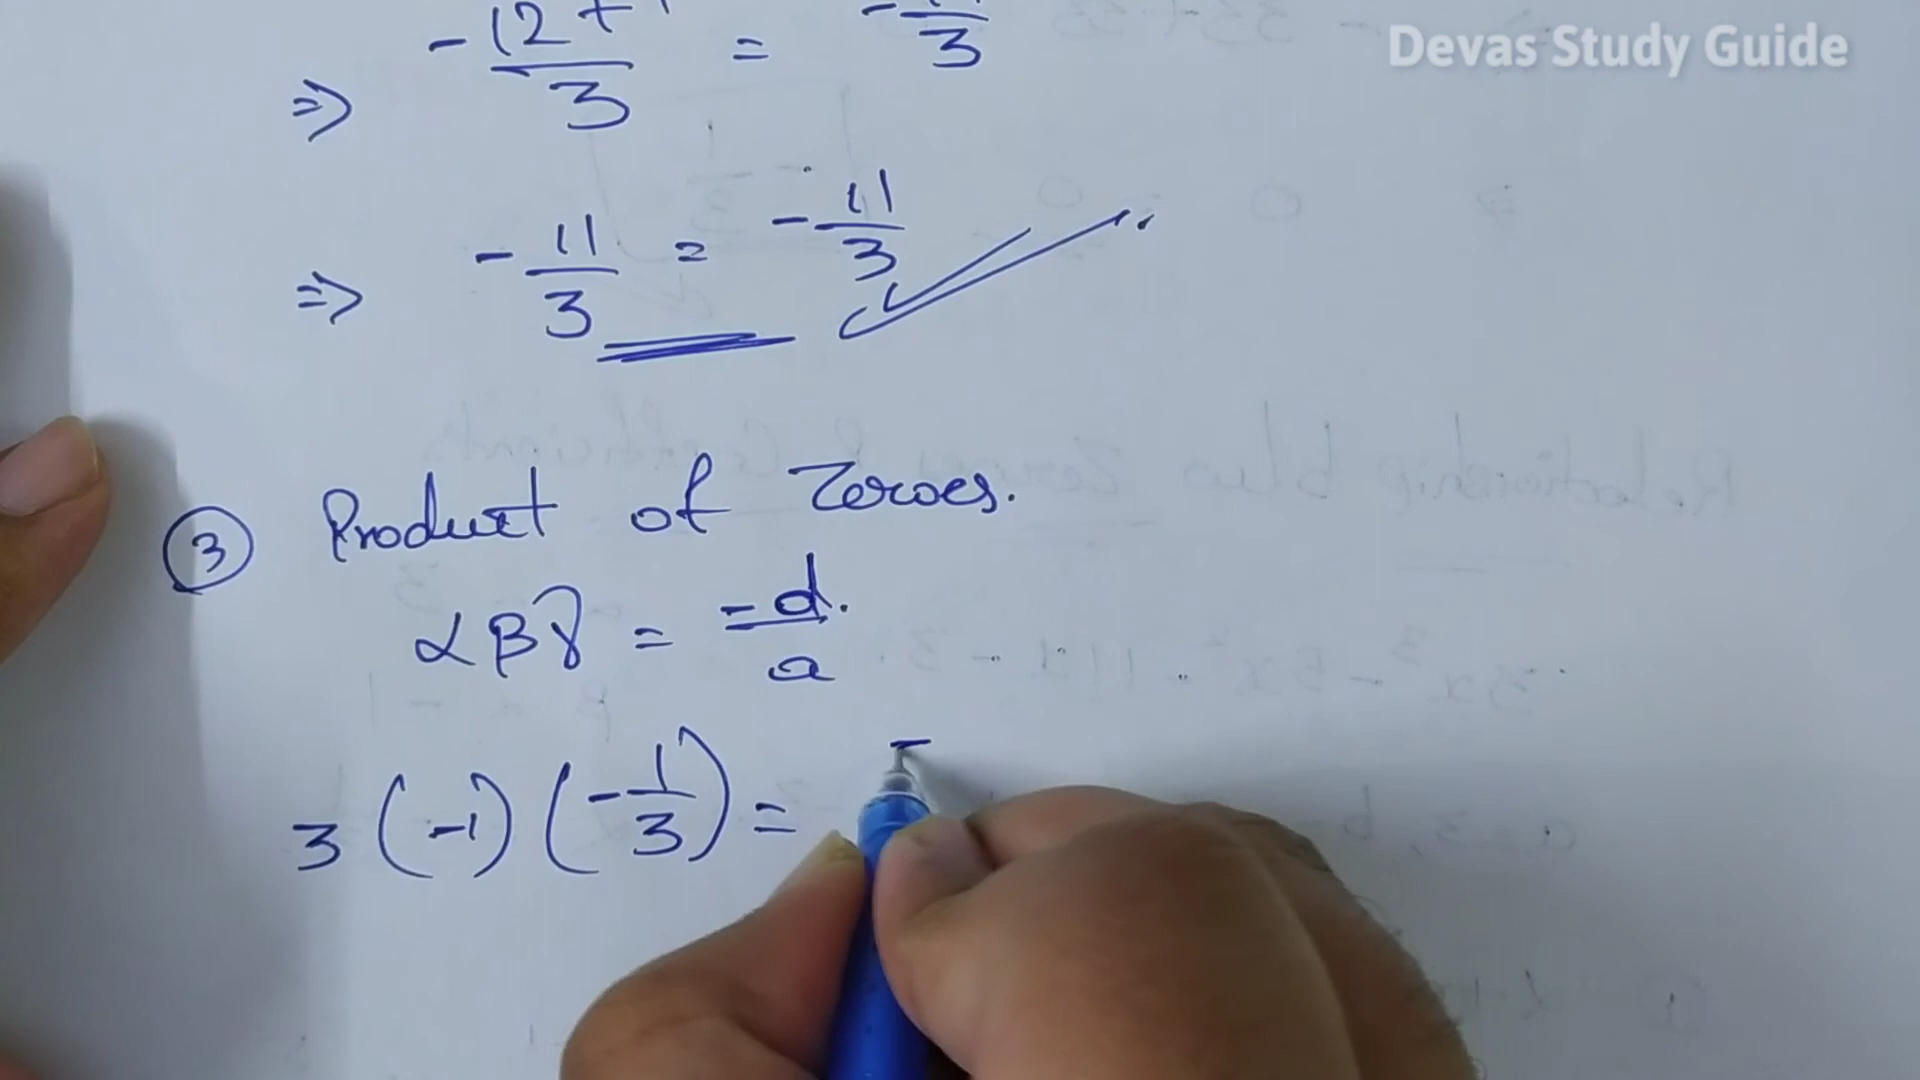 Devas Study Guide
⇒ -12+1/3 = -11/3
⇒ -11/3 = -11/3
③ Product of Zeroes.
αβγ = -d/a
3(-1)(-1/3) = -